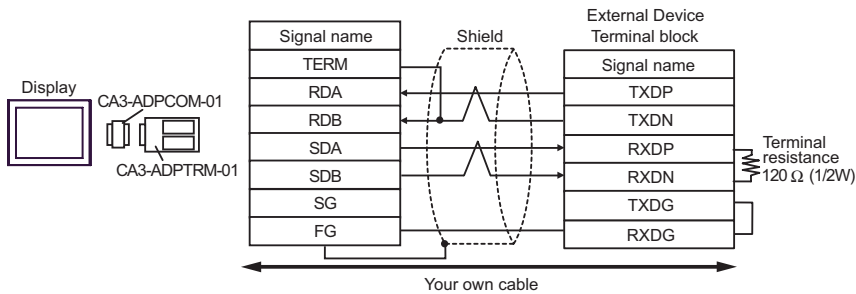 External Device
Signal name
Shield
Terminal block
TERM
Signal name
Display
RDA
TXDP
CA3-ADPCOM-01
RDB
TXDN
SDA
RXDP
Terminal
resistance
120 Ω (1/2W)
CA3-ADPTRM-01
SDB
RXDN
SG
TXDG
FG
RXDG
Your own cable